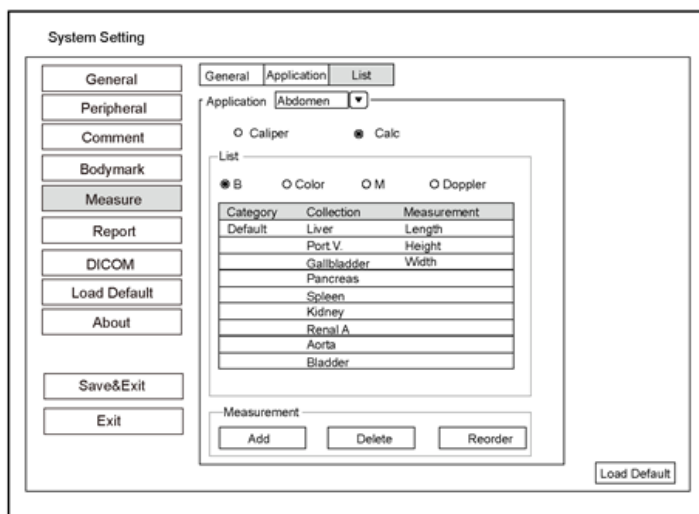 System Setting
General
Peripheral
Comment
Bodymark
Measure
Report
DICOM
Load Default
About
Save&Exit
Exit
General Application List
Application Abdomen
Caliper Calc
List
B Color M Doppler
Category Collection Measurement
Default Liver Length
Port.V. Height
Gallbladder Width
Pancreas
Spleen
Kidney
Renal A
Aorta
Bladder
Measurement
Add Delete Reorder
Load Default